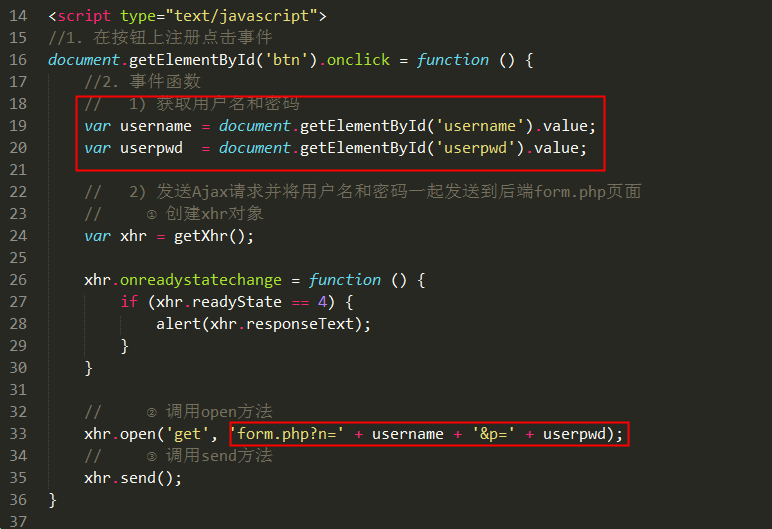 14 <script type="text/javascript">
15 //1. 在按钮上注册点击事件
16 document.getElementById('btn').onclick = function () {
17     //2. 事件函数
18     //   1) 获取用户名和密码
19     var username = document.getElementById('username').value;
20     var userpwd  = document.getElementById('userpwd').value;
21
22     //   2) 发送Ajax请求并将用户名和密码一起发送到后端form.php页面
23     //     ① 创建xhr对象
24     var xhr = getXhr();
25
26     xhr.onreadystatechange = function () {
27         if (xhr.readyState == 4) {
28             alert(xhr.responseText);
29         }
30     }
31
32     //     ② 调用open方法
33     xhr.open('get', 'form.php?n=' + username + '&p=' + userpwd);
34     //     ③ 调用send方法
35     xhr.send();
36 }
37